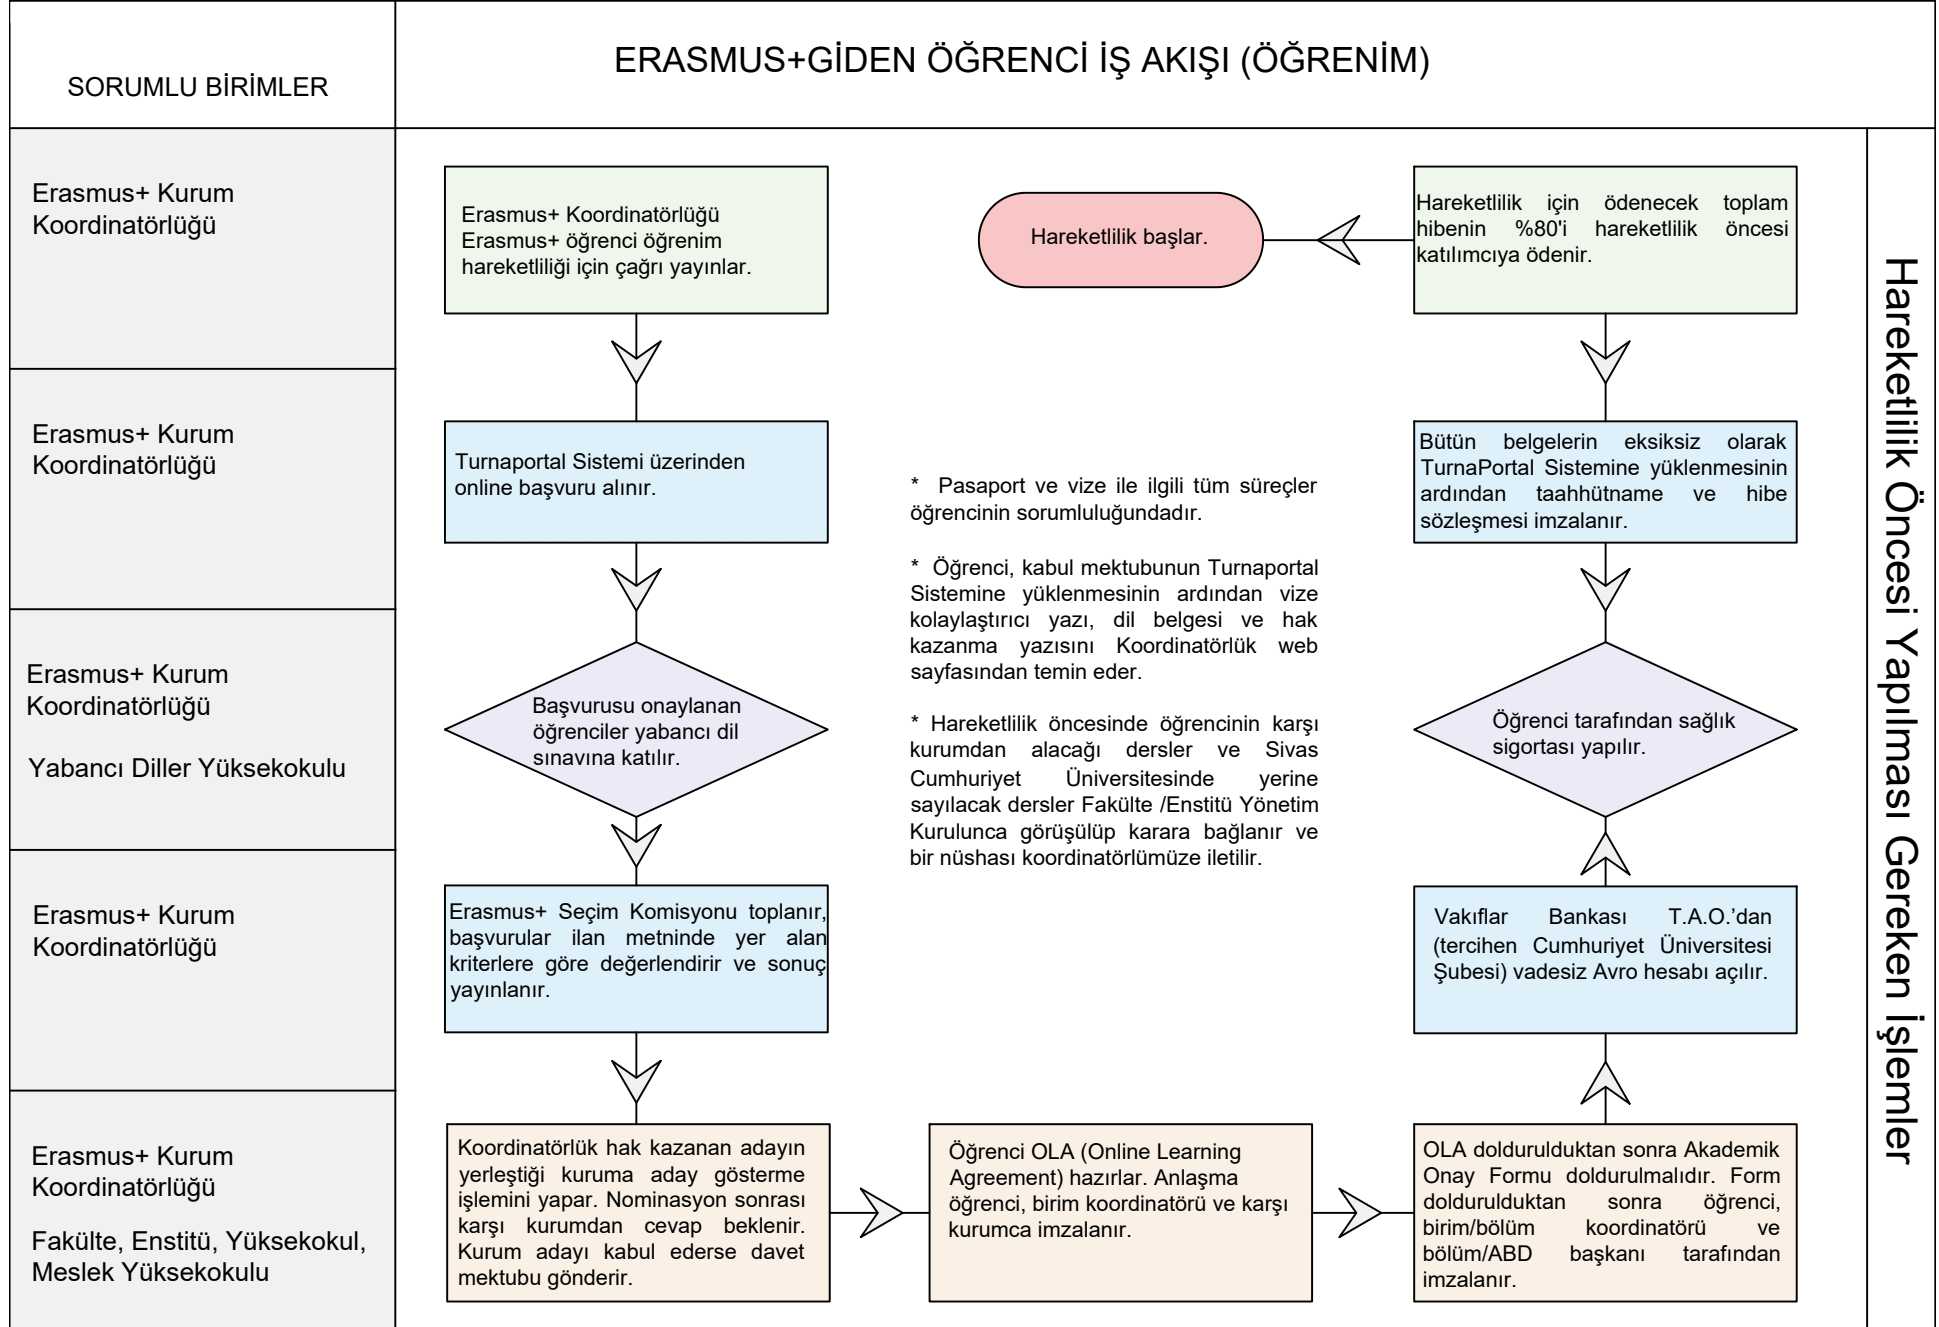 SORUMLU BİRİMLER
ERASMUS+GİDEN ÖĞRENCİ İŞ AKIŞI (ÖĞRENİM)
Erasmus+ Kurum
Koordinatörlüğü
Erasmus+ Kurum
Koordinatörlüğü
Erasmus+ Kurum
Koordinatörlüğü
Yabancı Diller Yüksekokulu
Erasmus+ Kurum
Koordinatörlüğü
Erasmus+ Kurum
Koordinatörlüğü
Fakülte, Enstitü, Yüksekokul,
Meslek Yüksekokulu
Erasmus+ Koordinatörlüğü
Erasmus+ öğrenci öğrenim
hareketliliği için çağrı yayınlar.
Turnaportal Sistemi üzerinden
online başvuru alınır.
Başvurusu onaylanan
öğrenciler yabancı dil
sınavına katılır.
Erasmus+ Seçim Komisyonu toplanır,
başvurular ilan metninde yer alan
kriterlere göre değerlendirir ve sonuç
yayınlanır.
Koordinatörlük hak kazanan adayın
yerleştiği kuruma aday gösterme
işlemini yapar. Nominasyon sonrası
karşı kurumdan cevap beklenir.
Kurum adayı kabul ederse davet
mektubu gönderir.
Öğrenci OLA (Online Learning
Agreement) hazırlar. Anlaşma
öğrenci, birim koordinatörü ve karşı
kurumca imzalanır.
OLA doldurulduktan sonra Akademik
Onay Formu doldurulmalıdır. Form
doldurulduktan sonra öğrenci,
birim/bölüm koordinatörü ve
bölüm/ABD başkanı tarafından
imzalanır.
Vakıflar Bankası T.A.O.’dan
(tercihen Cumhuriyet Üniversitesi
Şubesi) vadesiz Avro hesabı açılır.
Öğrenci tarafından sağlık
sigortası yapılır.
Bütün belgelerin eksiksiz olarak
TurnaPortal Sistemine yüklenmesinin
ardından taahhütname ve hibe
sözleşmesi imzalanır.
Hareketlilik için ödenecek toplam
hibenin %80'i hareketlilik öncesi
katılımcıya ödenir.
Hareketlilik başlar.
* Pasaport ve vize ile ilgili tüm süreçler
öğrencinin sorumluluğundadır.
* Öğrenci, kabul mektubunun Turnaportal
Sistemine yüklenmesinin ardından vize
kolaylaştırıcı yazı, dil belgesi ve hak
kazanma yazısını Koordinatörlük web
sayfasından temin eder.
* Hareketlilik öncesinde öğrencinin karşı
kurumdan alacağı dersler ve Sivas
Cumhuriyet Üniversitesinde yerine
sayılacak dersler Fakülte /Enstitü Yönetim
Kurulunca görüşülüp karara bağlanır ve
bir nüshası koordinatörlümüze iletilir.
Hareketlilik Öncesi Yapılması Gereken İşlemler